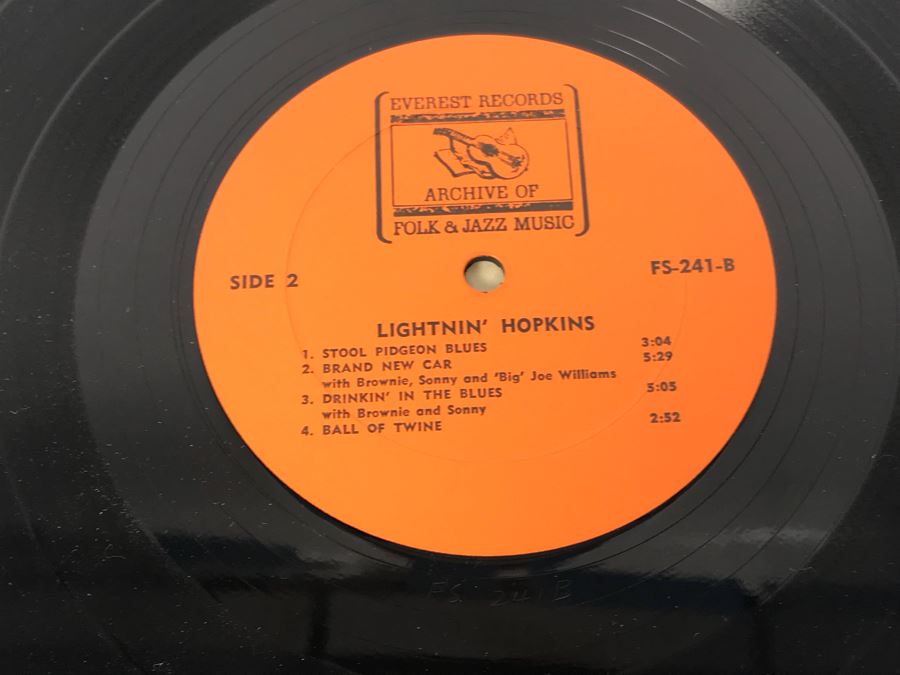 EVEREST RECORDS
ARCHIVE OF
FOLK & JAZZ MUSIC
SIDE 2
FS-241-B
LIGHTNIN' HOPKINS
1. STOOL PIDGEON BLUES 3:04
2. BRAND NEW CAR 5:29
with Brownie, Sonny and 'Big' Joe Williams
3. DRINKIN' IN THE BLUES 5:05
with Brownie and Sonny
4. BALL OF TWINE 2:52
FS 241B